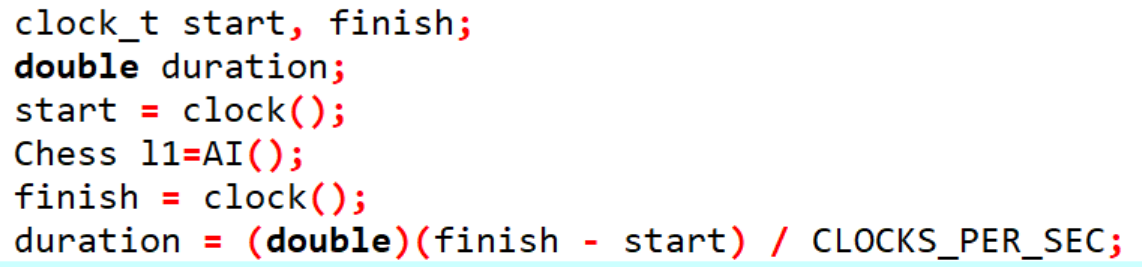 clock_t start, finish;
double duration;
start = clock();
Chess l1=AI();
finish = clock();
duration = (double)(finish - start) / CLOCKS_PER_SEC;